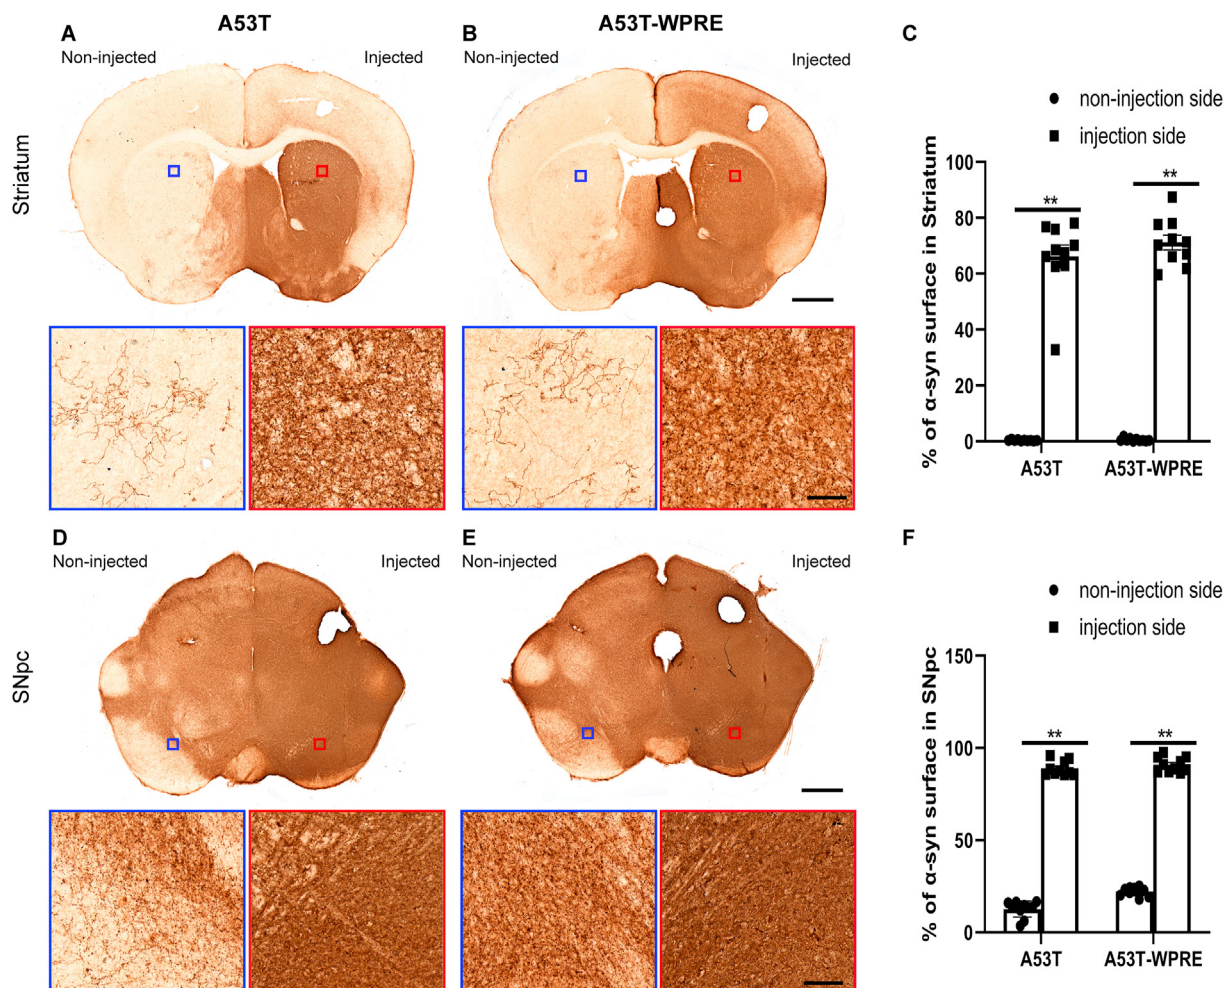 A53T
A53T-WPRE
A
B
C
Non-injected
Injected
Non-injected
Injected
Striatum
non-injection side
injection side
% of α-syn surface in Striatum
100
80
60
40
20
0
**
**
A53T
A53T-WPRE
D
E
F
Non-injected
Injected
Non-injected
Injected
SNpc
non-injection side
injection side
% of α-syn surface in SNpc
150
100
50
0
**
**
A53T
A53T-WPRE